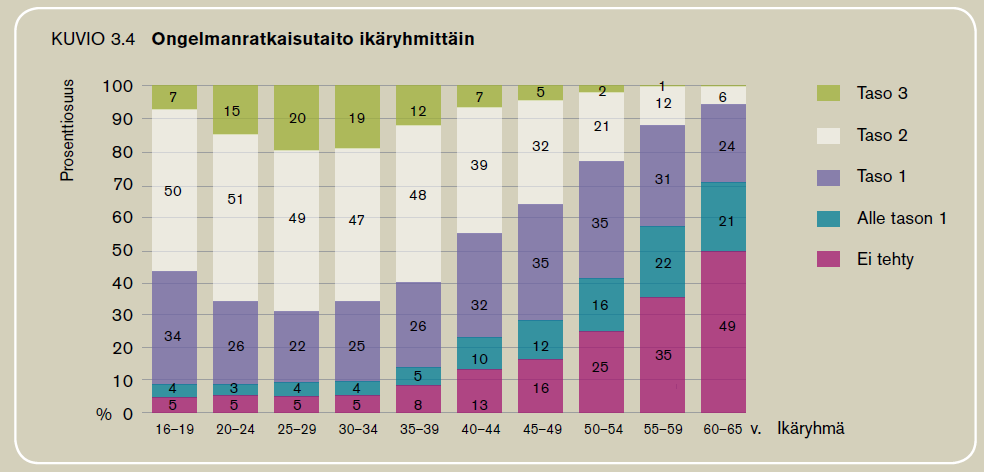 KUVIO 3.4 Ongelmanratkaisutaito ikäryhmittäin
Prosenttiosuus
100
90
80
70
60
50
40
30
20
10
% 0
7 15 20 19 12 7 5 2 1
50 51 49 47 48 39 32 21 12 6
34 26 22 25 26 32 35 35 31 24
4 3 4 4 5 10 12 16 22 21
5 5 5 5 8 13 16 25 35 49
16–19 20–24 25–29 30–34 35–39 40–44 45–49 50–54 55–59 60–65 v. Ikäryhmä
Taso 3
Taso 2
Taso 1
Alle tason 1
Ei tehty